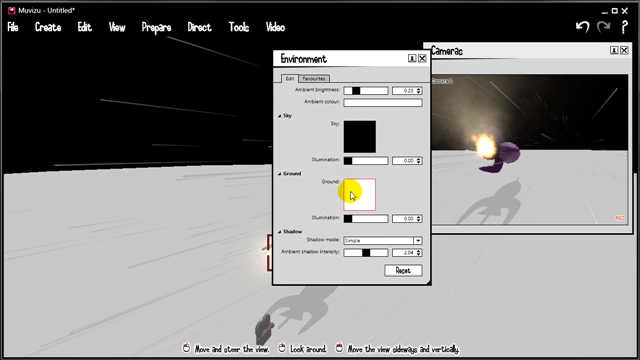 Muvizu - Untitled*
File Create Edit View Prepare Direct Tools Video
Environment
Cameras
Edit Favourites
Ambient brightness: 0.25
Ambient colour:
Sky
Sky:
Illumination: 0.00
Ground
Ground:
Illumination: 0.00
Shadow
Shadow mode: Simple
Ambient shadow intensity: 2.04
Reset
REC
Move and steer the view. Look around. Move the view sideways and vertically.